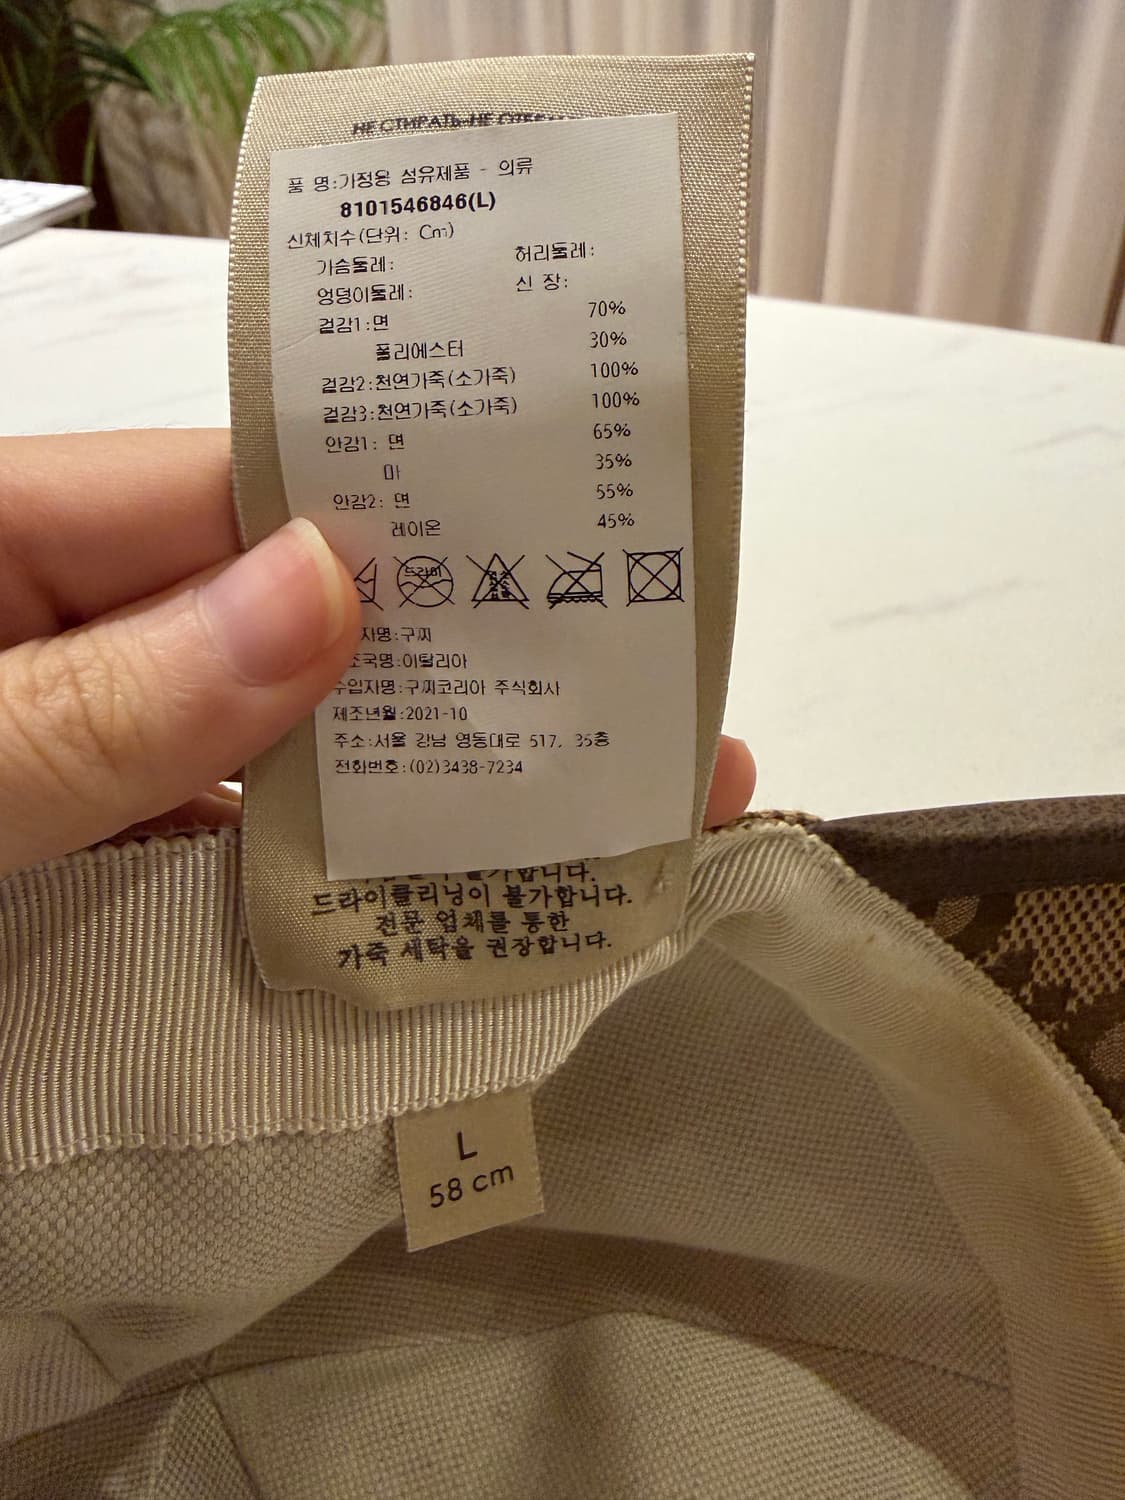 НЕ СТИРАТЬ-НЕ
품 명:가정용 섬유제품 - 의류
8101546846(L)
신체치수(단위: Cm)
가슴둘레: 허리둘레:
엉덩이둘레: 신 장:
겉감1:면 70%
폴리에스터 30%
겉감2:천연가죽(소가죽) 100%
겉감3:천연가죽(소가죽) 100%
안감1: 면 65%
마 35%
안감2: 면 55%
레이온 45%
드라이
자명:구찌
조국명:이탈리아
수입자명:구찌코리아 주식회사
제조년월:2021-10
주소:서울 강남 영동대로 517, 35층
전화번호:(02)3438-7234
불가합니다.
드라이클리닝이 불가합니다.
전문 업체를 통한
가죽 세탁을 권장합니다.
L
58 cm